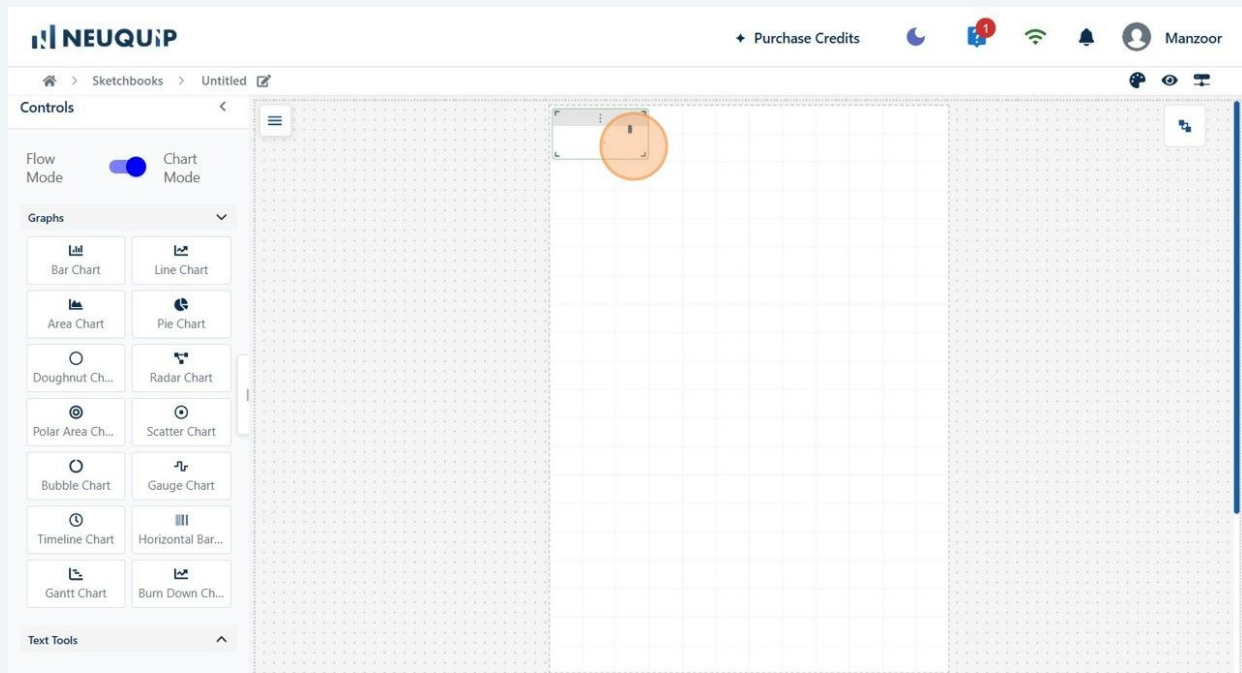 NEUQUIP
Purchase Credits
1
Manzoor
> Sketchbooks > Untitled
Controls
Flow Mode
Chart Mode
Graphs
Bar Chart
Line Chart
Area Chart
Pie Chart
Doughnut Ch...
Radar Chart
Polar Area Ch...
Scatter Chart
Bubble Chart
Gauge Chart
Timeline Chart
Horizontal Bar...
Gantt Chart
Burn Down Ch...
Text Tools